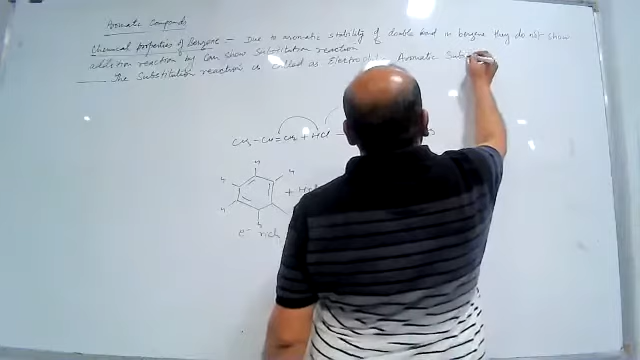 Aromatic Compounds
Chemical properties of Benzene - Due to aromatic stability of double bond in benzene they do not show
addition reaction by can show Substitution reaction
The Substitution reaction is called as Electrophilic Aromatic Subs
CH3 - CH = CH2 + HCl
H
H H
+
H
H
e- rich